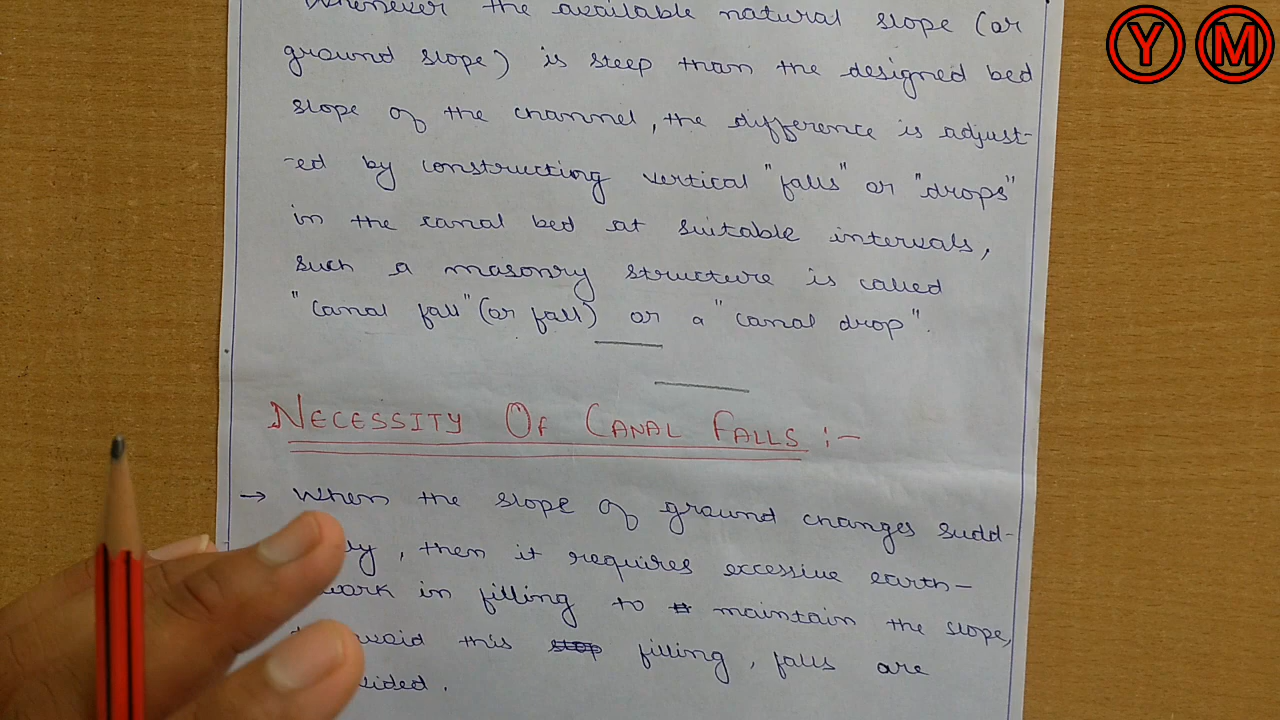 Whenever the available natural slope (or
ground slope) is steep than the designed bed
slope of the channel, the difference is adjust-
-ed by constructing vertical "falls" or "drops"
in the canal bed at suitable intervals,
such a masonry structure is called
"canal fall" (or fall) or a "canal drop".
NECESSITY OF CANAL FALLS :-
→ When the slope of ground changes sudd-
, then it requires excessive earth-
work in filling to maintain the slope,
this filling, falls are
Y M